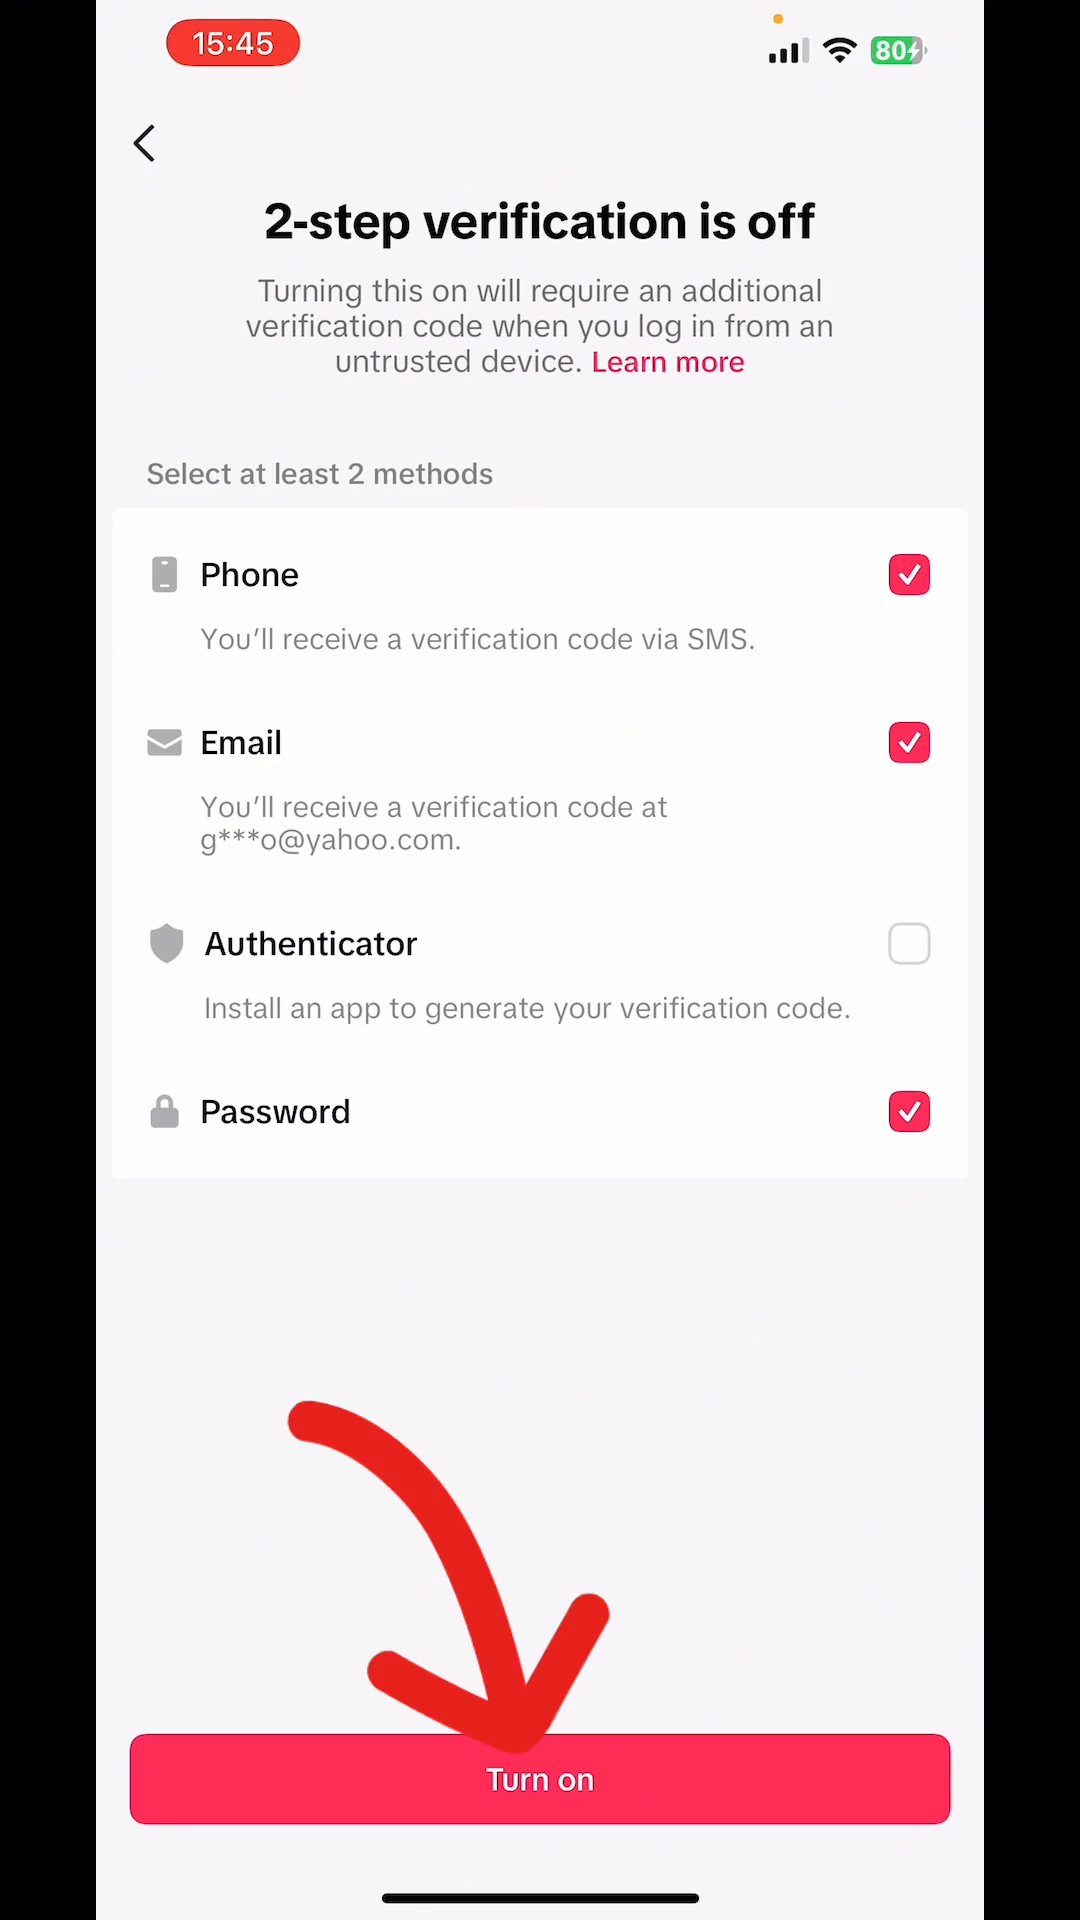 15:45
80
2-step verification is off
Turning this on will require an additional
verification code when you log in from an
untrusted device. Learn more
Select at least 2 methods
Phone
You’ll receive a verification code via SMS.
Email
You’ll receive a verification code at
g***o@yahoo.com.
Authenticator
Install an app to generate your verification code.
Password
Turn on